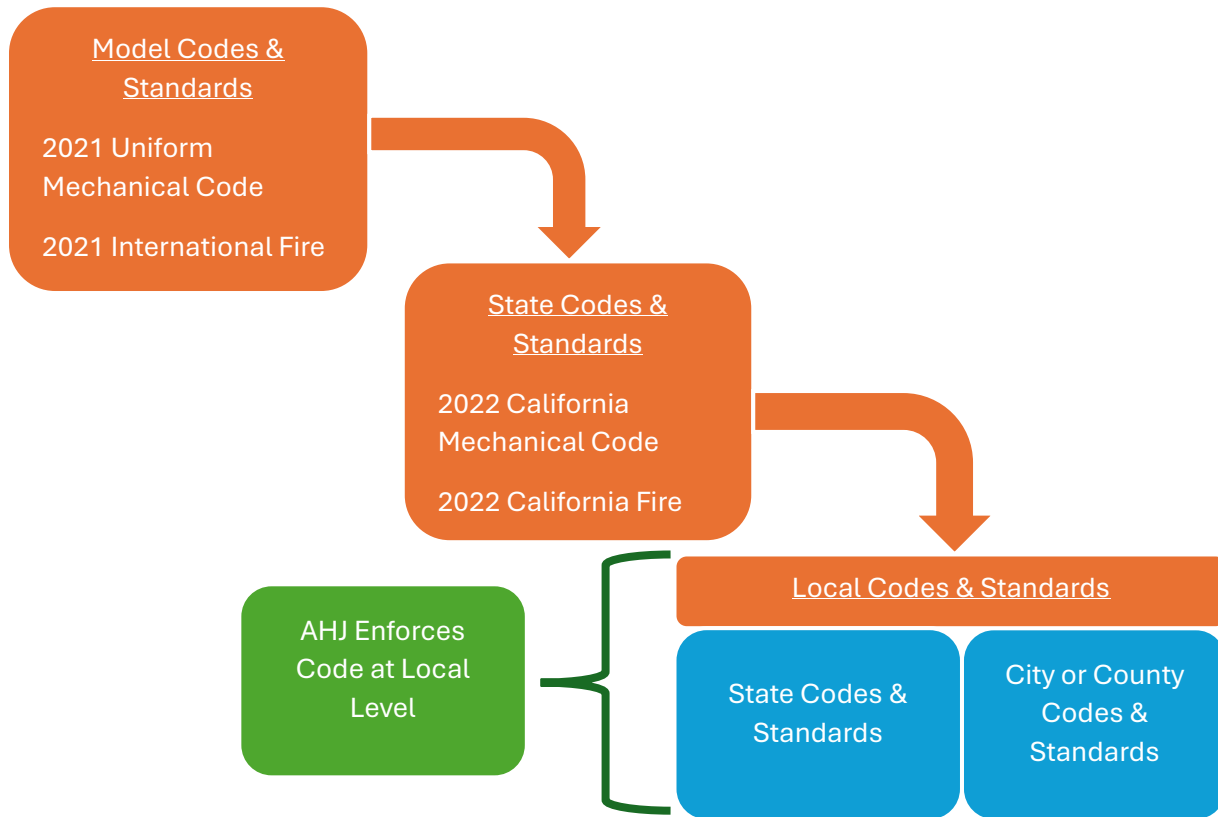 Model Codes &
Standards
2021 Uniform
Mechanical Code
2021 International Fire
State Codes &
Standards
2022 California
Mechanical Code
2022 California Fire
Local Codes & Standards
AHJ Enforces
Code at Local
Level
State Codes &
Standards
City or County
Codes &
Standards